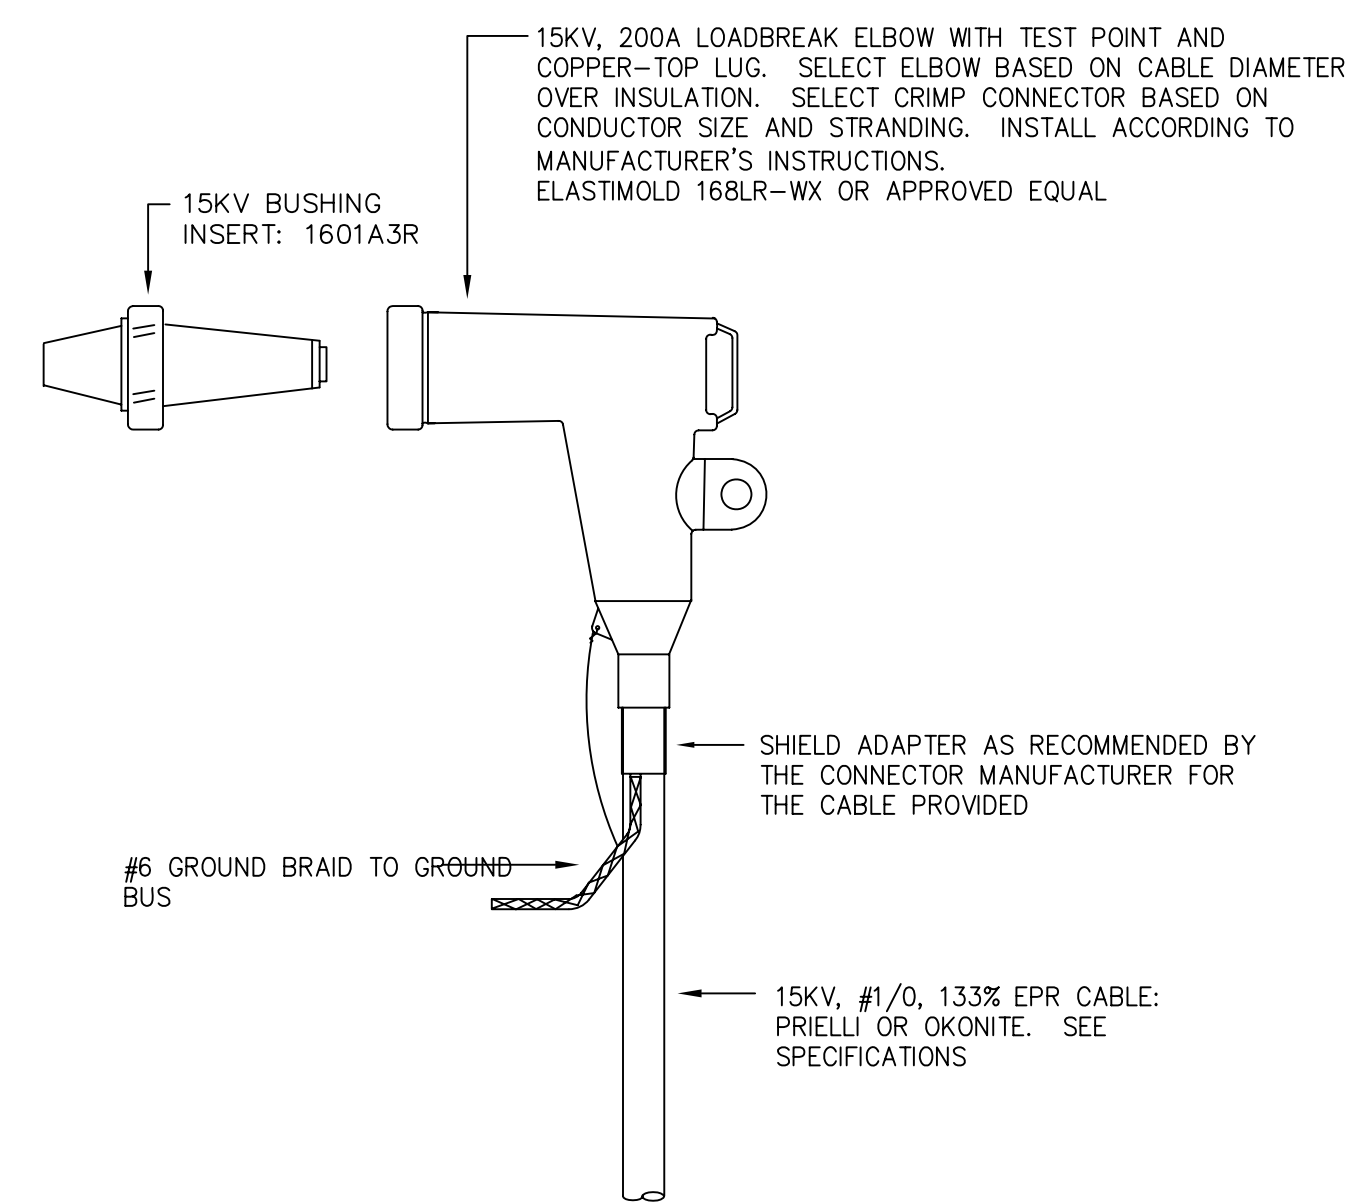 15KV, 200A LOADBREAK ELBOW WITH TEST POINT AND
COPPER-TOP LUG. SELECT ELBOW BASED ON CABLE DIAMETER
OVER INSULATION. SELECT CRIMP CONNECTOR BASED ON
CONDUCTOR SIZE AND STRANDING. INSTALL ACCORDING TO
MANUFACTURER'S INSTRUCTIONS.
ELASTIMOLD 168LR-WX OR APPROVED EQUAL
15KV BUSHING
INSERT: 1601A3R
SHIELD ADAPTER AS RECOMMENDED BY
THE CONNECTOR MANUFACTURER FOR
THE CABLE PROVIDED
#6 GROUND BRAID TO GROUND
BUS
15KV, #1/0, 133% EPR CABLE:
PRIELLI OR OKONITE. SEE
SPECIFICATIONS